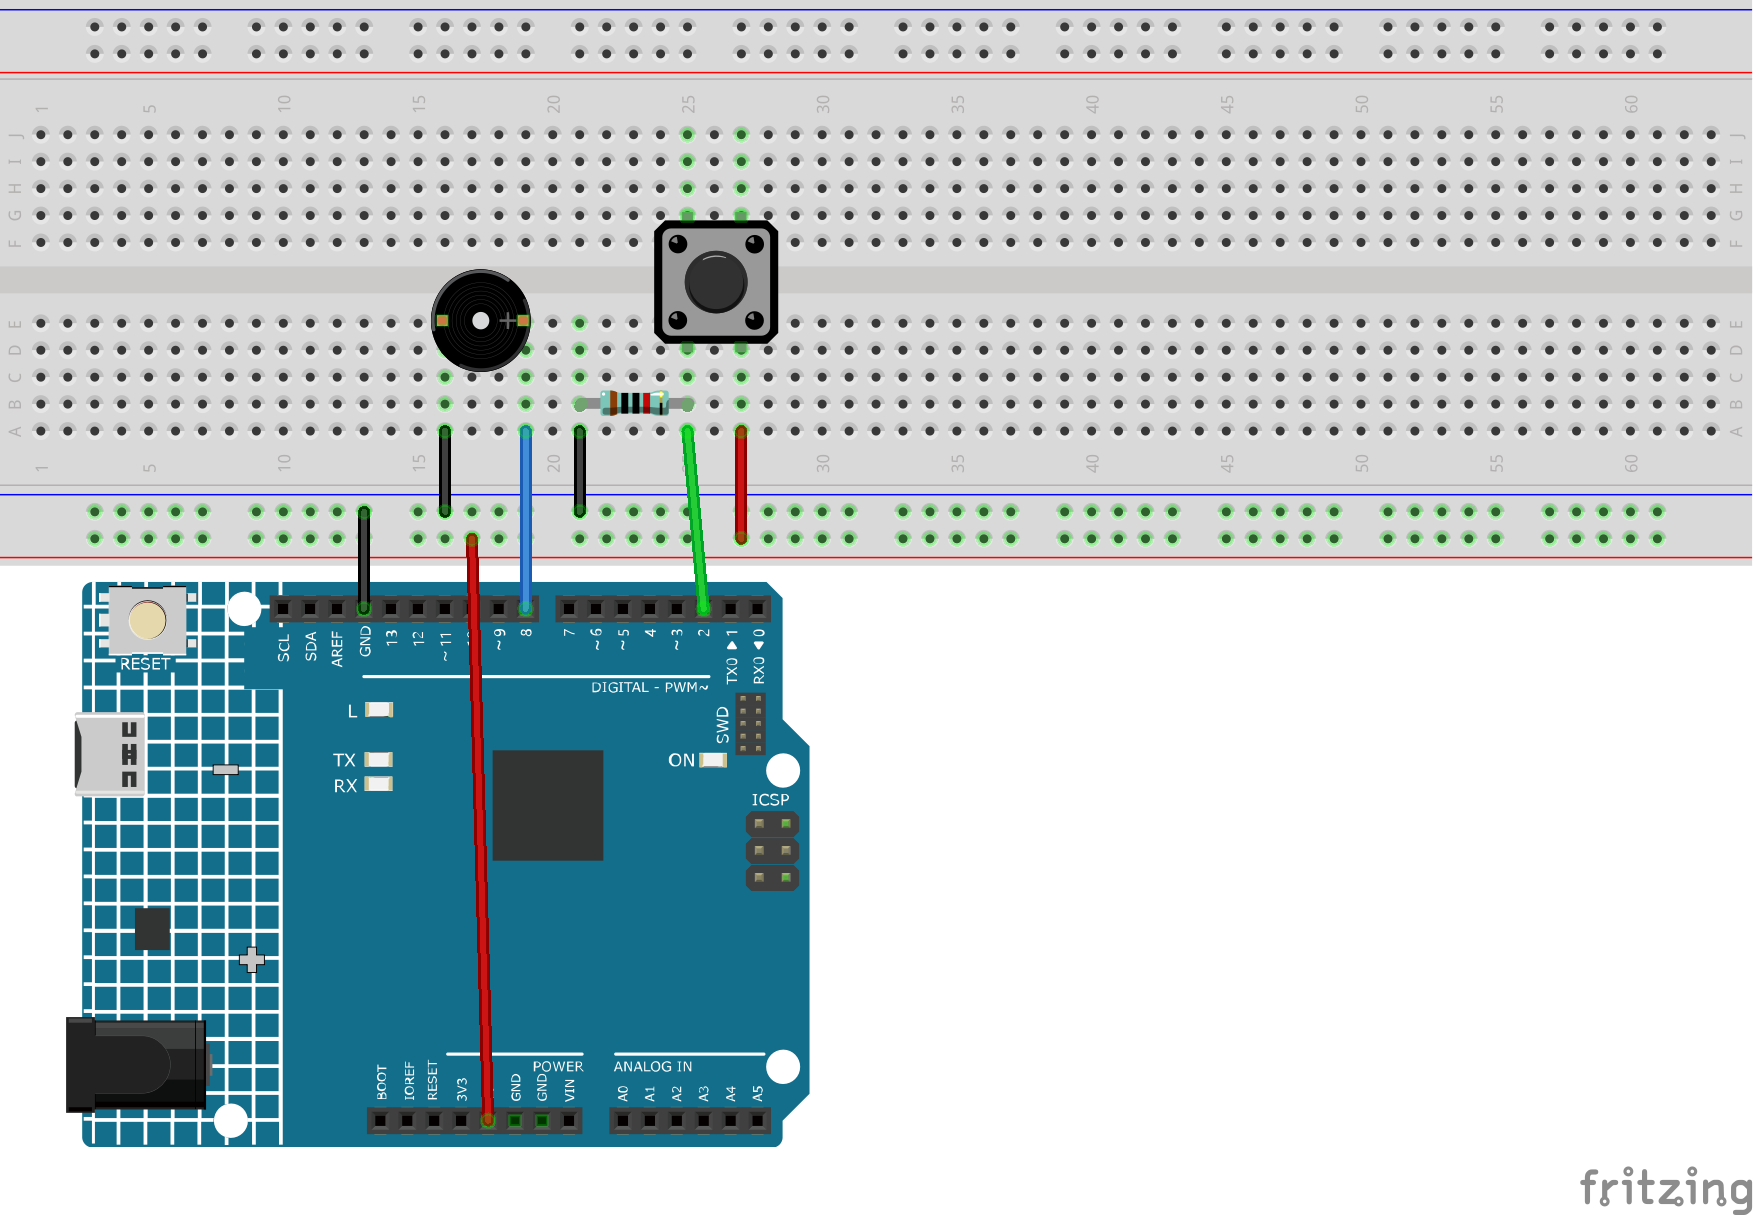 1 5 10 15 20 25 30 35 40 45 50 55 60
J J
I I
H H
G G
F F
E E
D D
C C
B B
A A
1 5 10 15 20 30 35 40 45 50 55 60
RESET
SCL SDA AREF GND 13 12 ~11 ~9 8 7 ~6 ~5 4 ~3 2 TX0 ▶1 RX0 ◀0
DIGITAL - PWM~
L
TX
RX
ON
SWD
ICSP
POWER
ANALOG IN
BOOT IOREF RESET 3V3 GND GND VIN A0 A1 A2 A3 A4 A5
fritzing